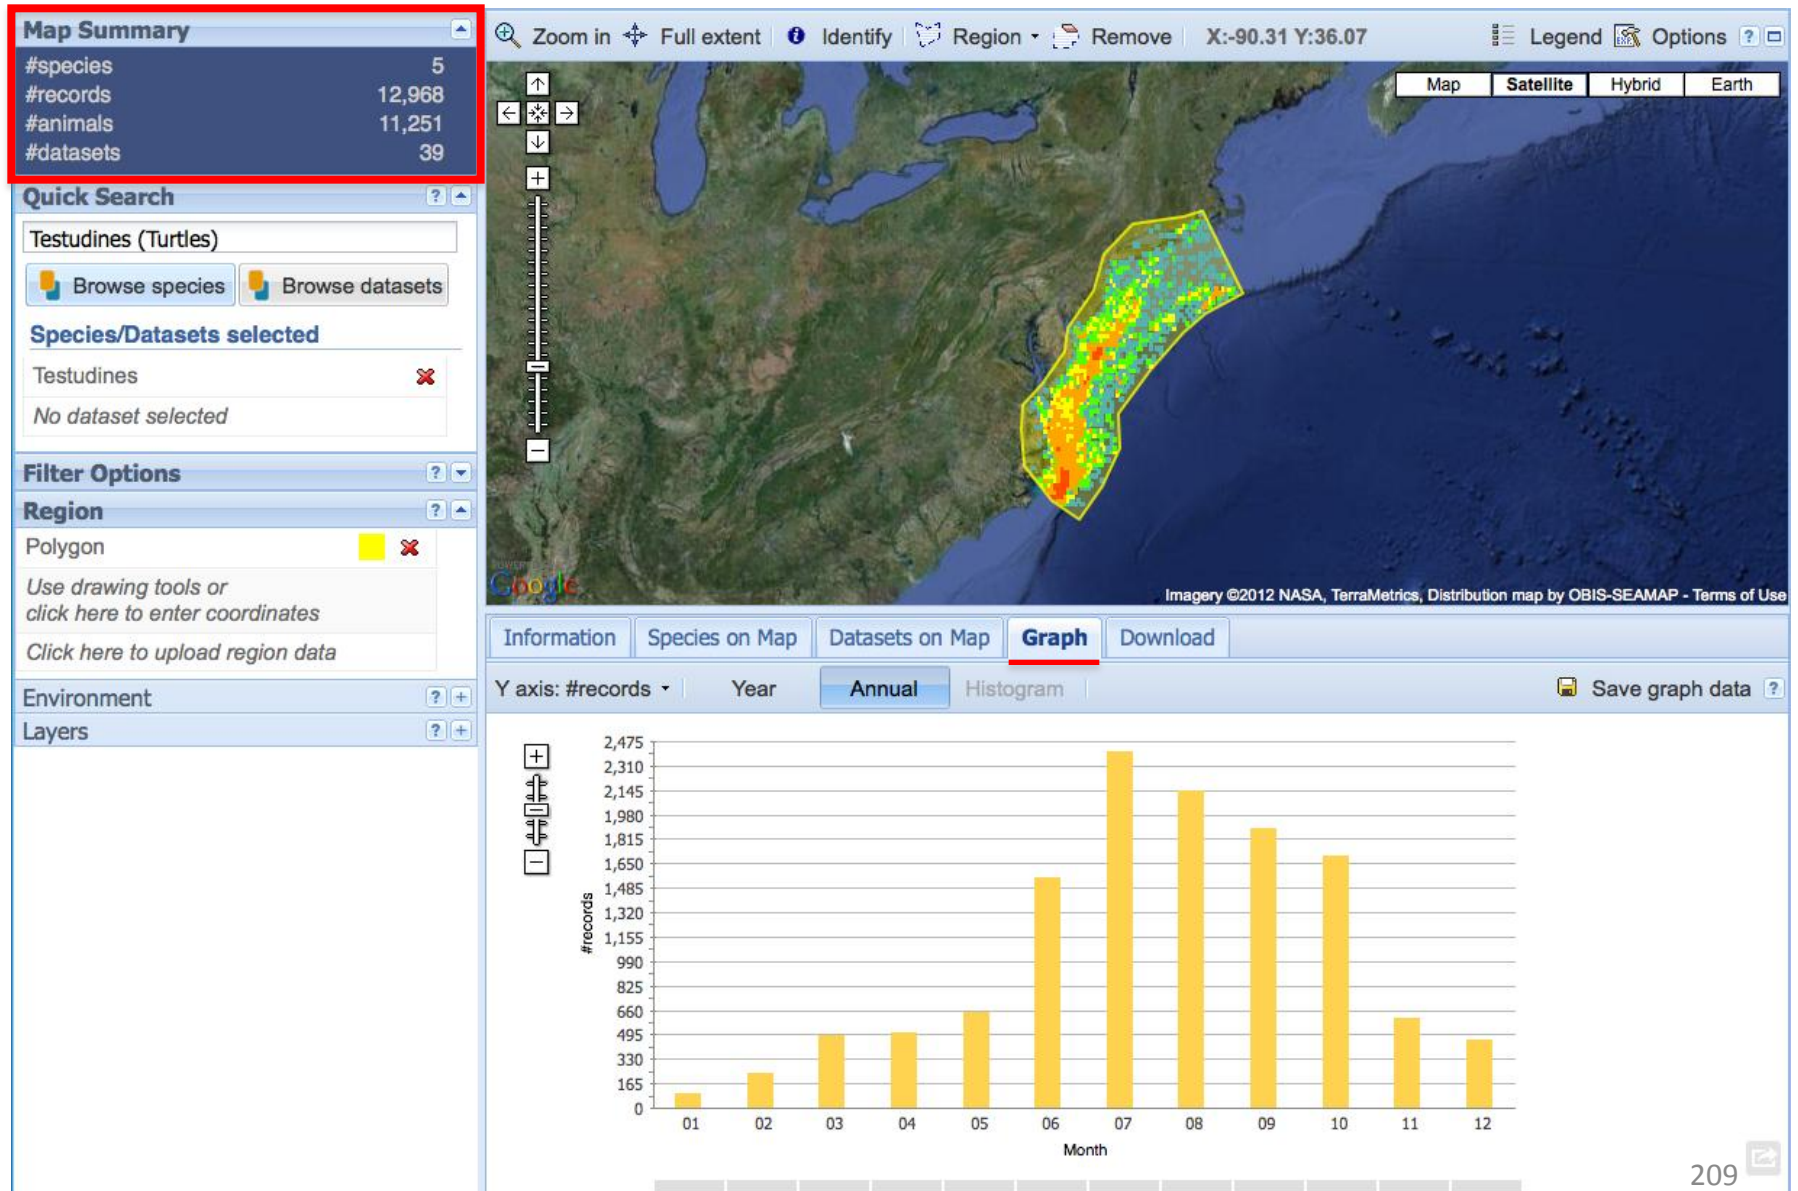 Map Summary
#species 5
#records 12,968
#animals 11,251
#datasets 39
Quick Search ?
Testudines (Turtles)
Browse species Browse datasets
Species/Datasets selected
Testudines
No dataset selected
Filter Options ?
Region ?
Polygon
Use drawing tools or
click here to enter coordinates
Click here to upload region data
Environment ? +
Layers ? +
Zoom in Full extent Identify Region Remove X:-90.31 Y:36.07 Legend Options ?
Map Satellite Hybrid Earth
Google
Imagery ©2012 NASA, TerraMetrics, Distribution map by OBIS-SEAMAP - Terms of Use
Information Species on Map Datasets on Map Graph Download
Y axis: #records Year Annual Histogram Save graph data ?
2,475
2,310
2,145
1,980
1,815
1,650
1,485
1,320
1,155
990
825
660
495
330
165
0
#records
01 02 03 04 05 06 07 08 09 10 11 12
Month
209